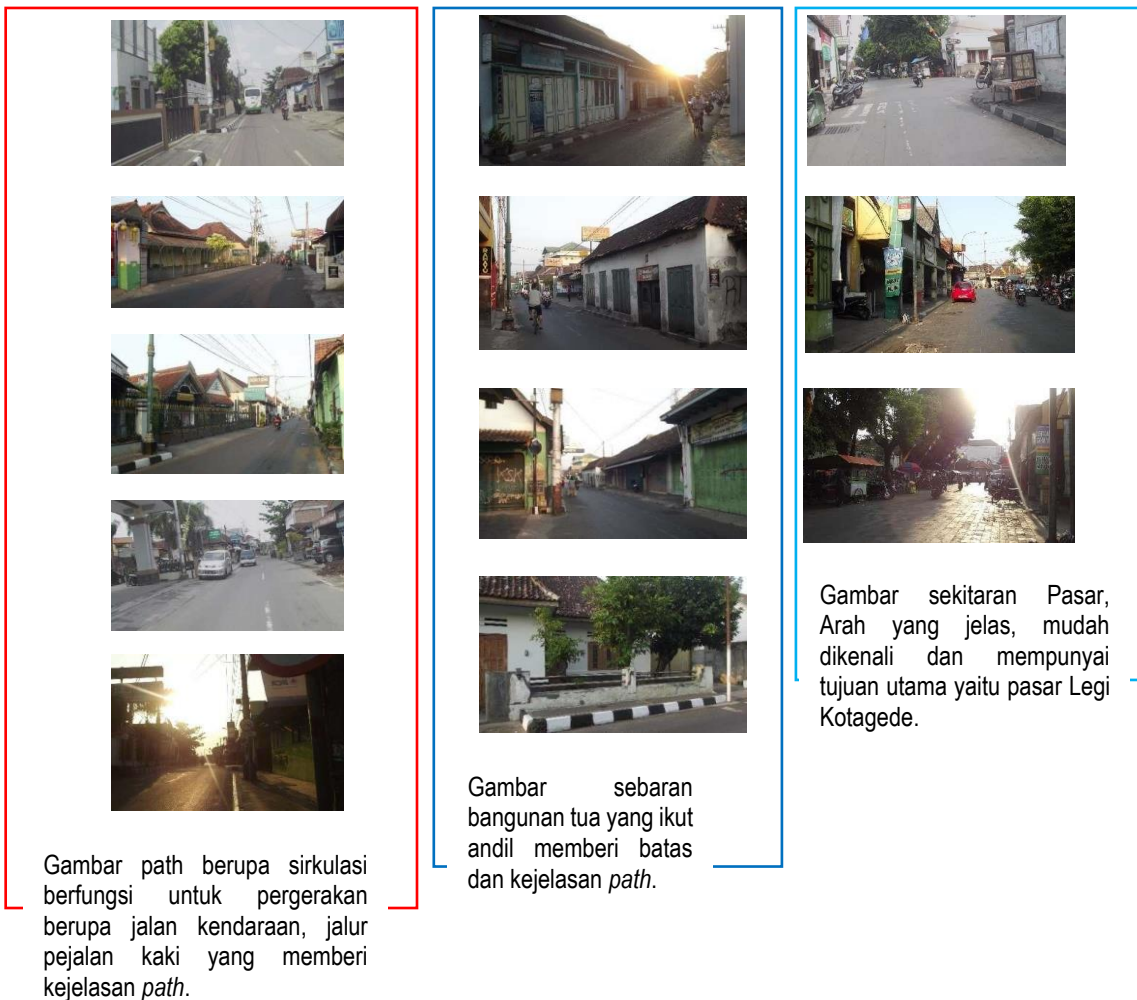 Gambar path berupa sirkulasi
berfungsi untuk pergerakan
berupa jalan kendaraan, jalur
pejalan kaki yang memberi
kejelasan path.
Gambar sebaran
bangunan tua yang ikut
andil memberi batas
dan kejelasan path.
Gambar sekitaran Pasar,
Arah yang jelas, mudah
dikenali dan mempunyai
tujuan utama yaitu pasar Legi
Kotagede.